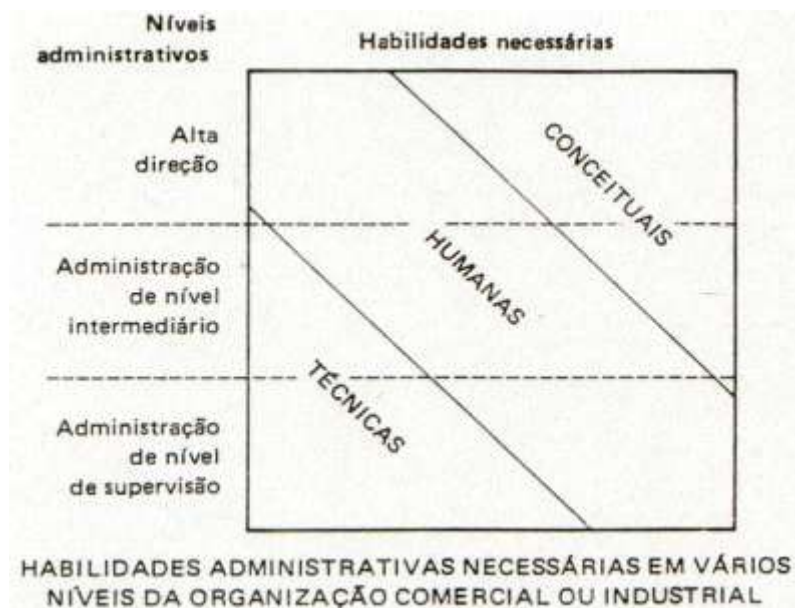 Níveis
administrativos
Habilidades necessárias
Alta
direção
CONCEITUAIS
HUMANAS
Administração
de nível
intermediário
TÉCNICAS
Administração
de nível
de supervisão
HABILIDADES ADMINISTRATIVAS NECESSÁRIAS EM VÁRIOS
NÍVEIS DA ORGANIZAÇÃO COMERCIAL OU INDUSTRIAL